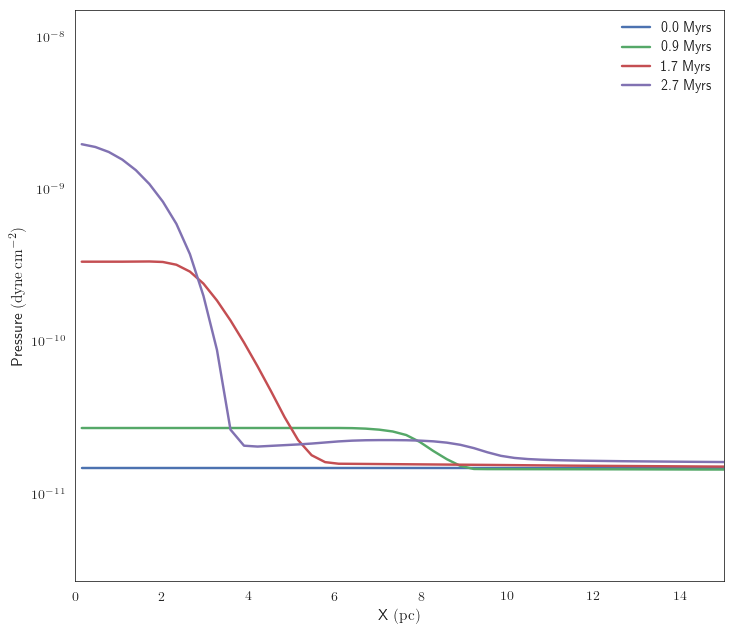 10⁻⁸
10⁻⁹
10⁻¹⁰
10⁻¹¹
Pressure (dyne cm⁻²)
0.0 Myrs
0.9 Myrs
1.7 Myrs
2.7 Myrs
0 2 4 6 8 10 12 14
X (pc)